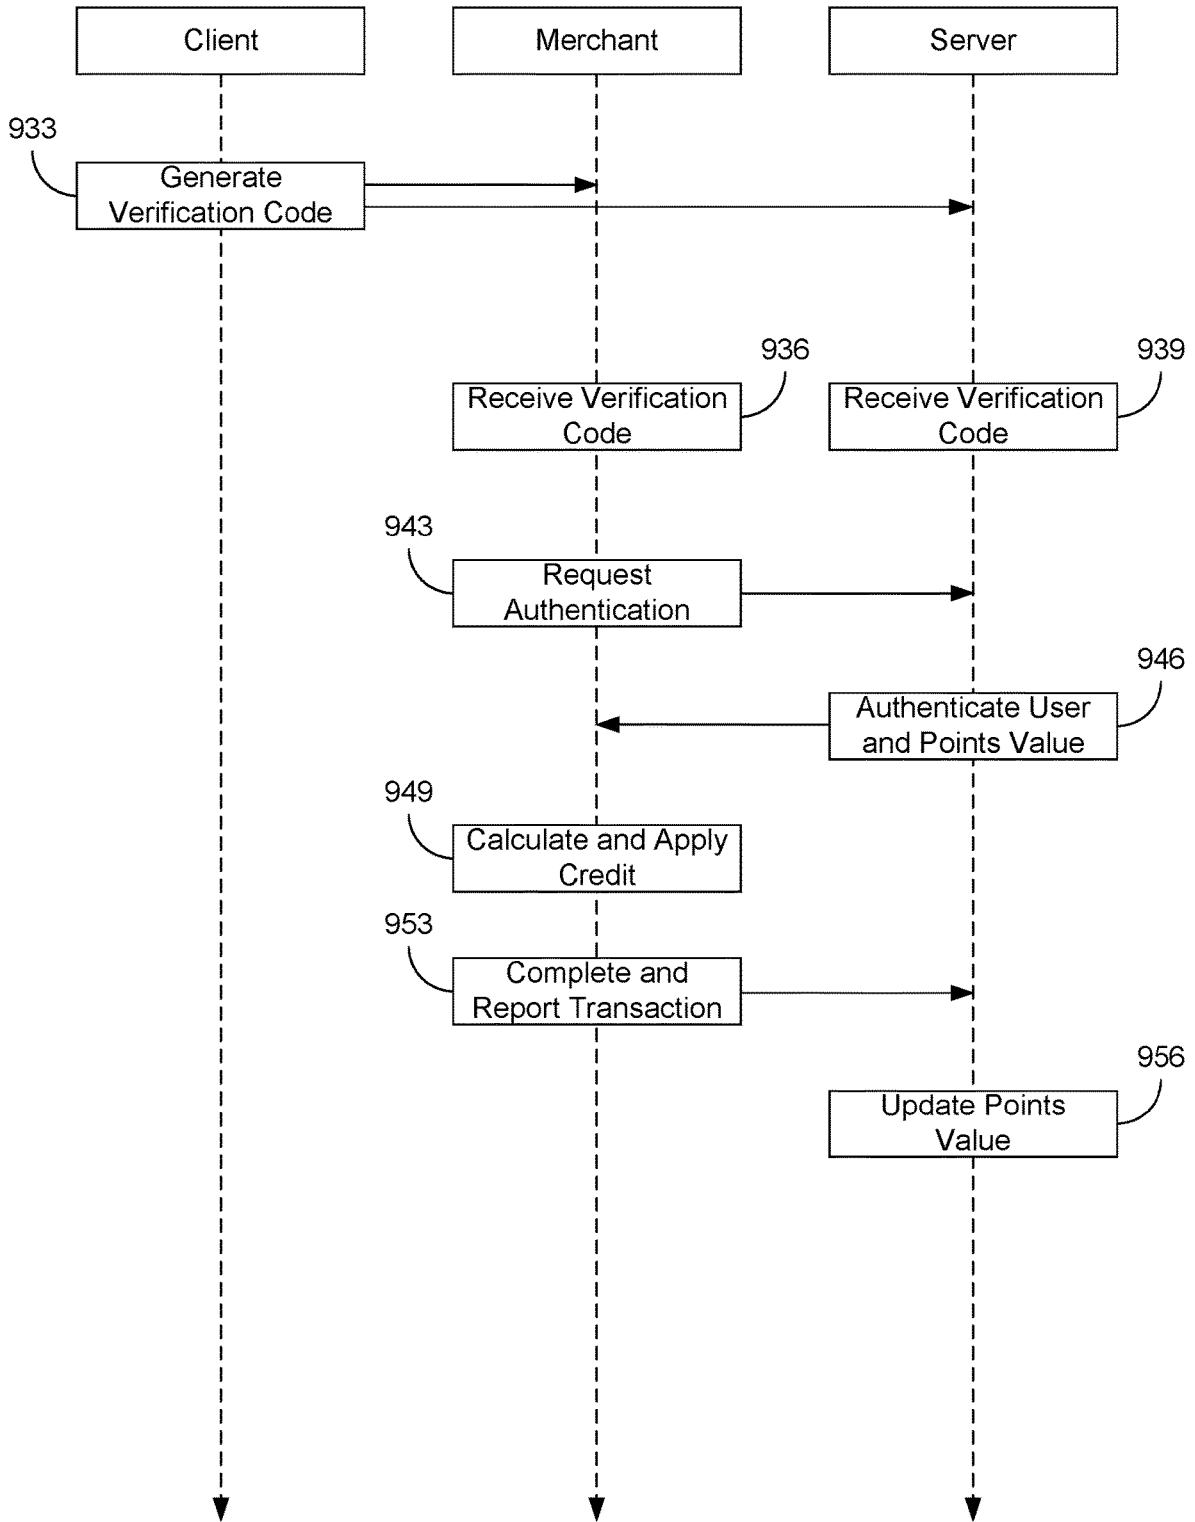 Client
Merchant
Server
933
Generate
Verification Code
936
939
Receive Verification
Code
Receive Verification
Code
943
Request
Authentication
946
Authenticate User
and Points Value
949
Calculate and Apply
Credit
953
Complete and
Report Transaction
956
Update Points
Value